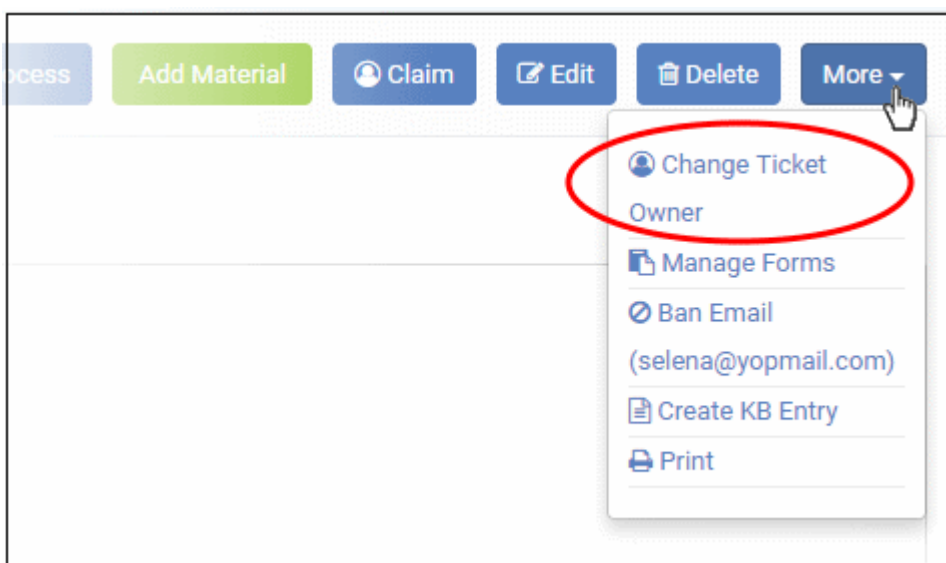 ocess Add Material Claim Edit Delete More
Change Ticket
Owner
Manage Forms
Ban Email
(selena@yopmail.com)
Create KB Entry
Print